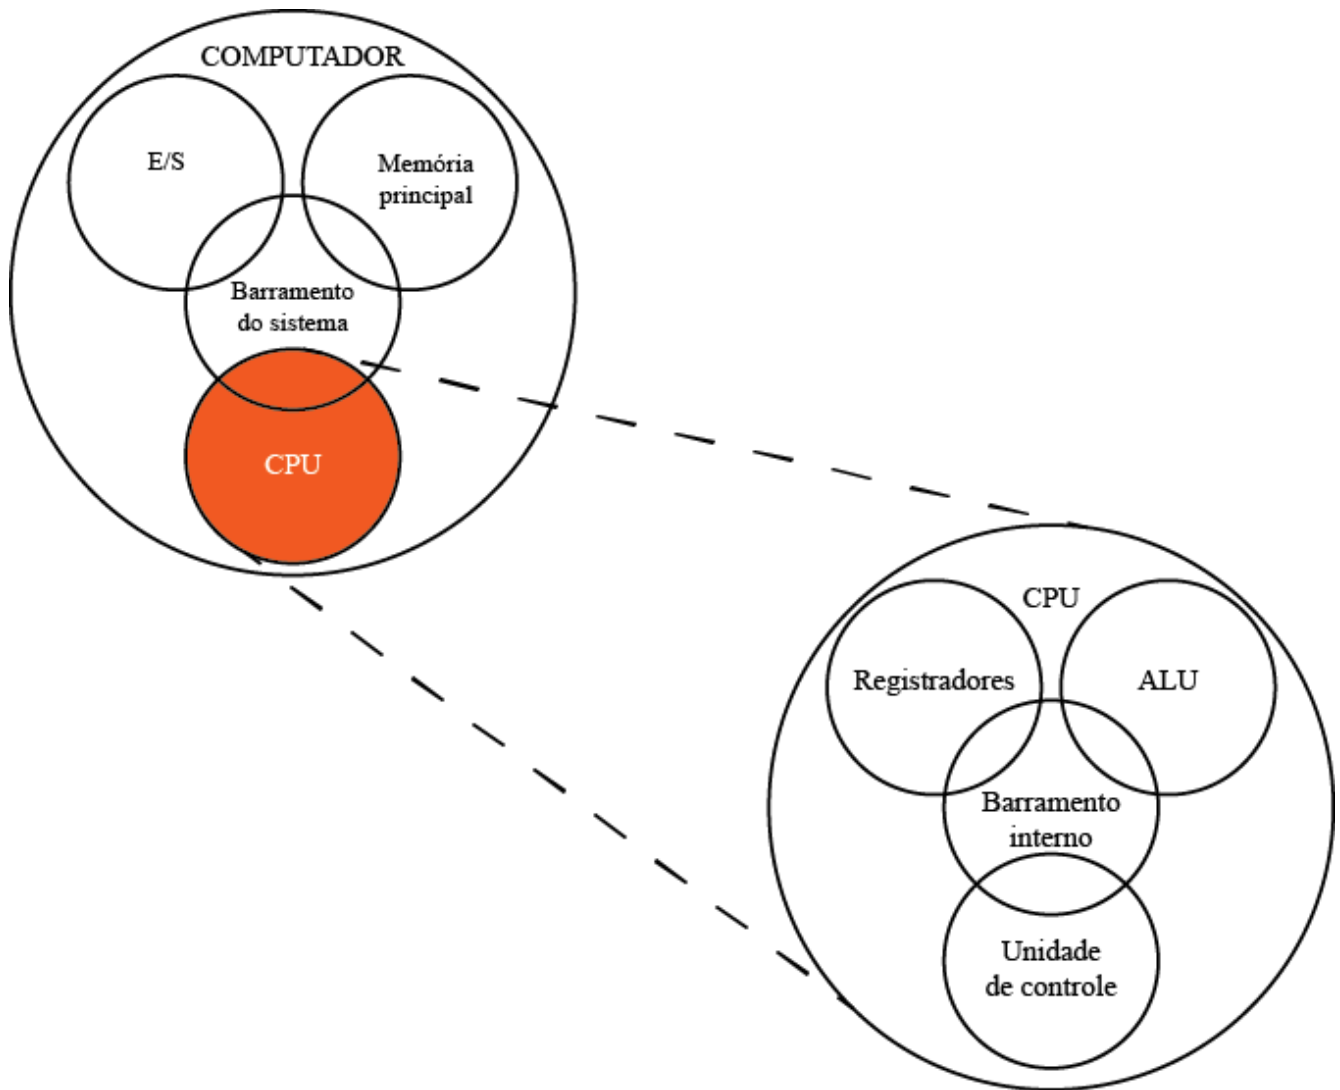 COMPUTADOR
E/S
Memória
principal
Barramento
do sistema
CPU
CPU
Registradores
ALU
Barramento
interno
Unidade
de controle